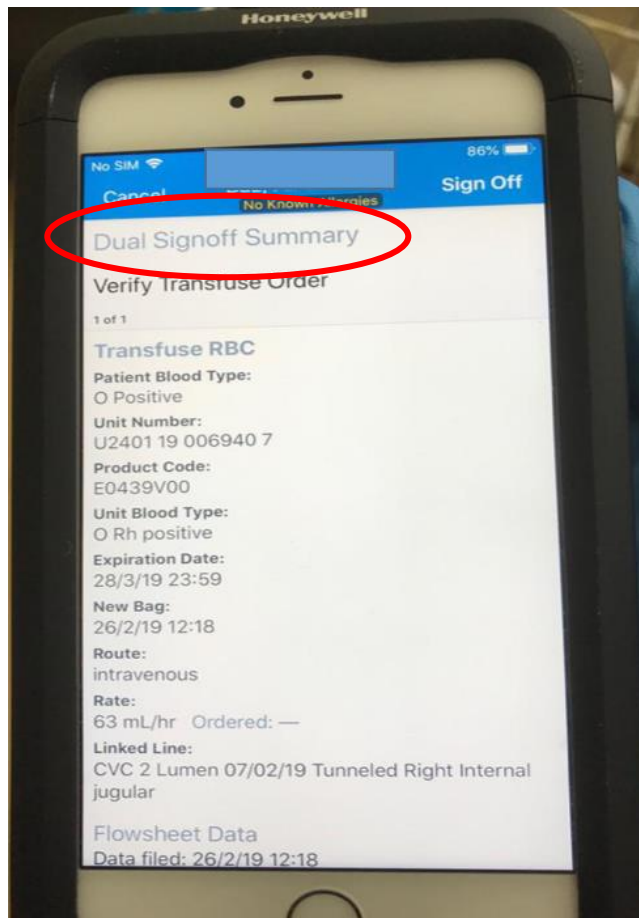 Honeywell
No SIM
86%
Cancel
Sign Off
No Known Allergies
Dual Signoff Summary
Verify Transfuse Order
1 of 1
Transfuse RBC
Patient Blood Type:
O Positive
Unit Number:
U2401 19 006940 7
Product Code:
E0439V00
Unit Blood Type:
O Rh positive
Expiration Date:
28/3/19 23:59
New Bag:
26/2/19 12:18
Route:
intravenous
Rate:
63 mL/hr Ordered: —
Linked Line:
CVC 2 Lumen 07/02/19 Tunneled Right Internal
jugular
Flowsheet Data
Data filed: 26/2/19 12:18